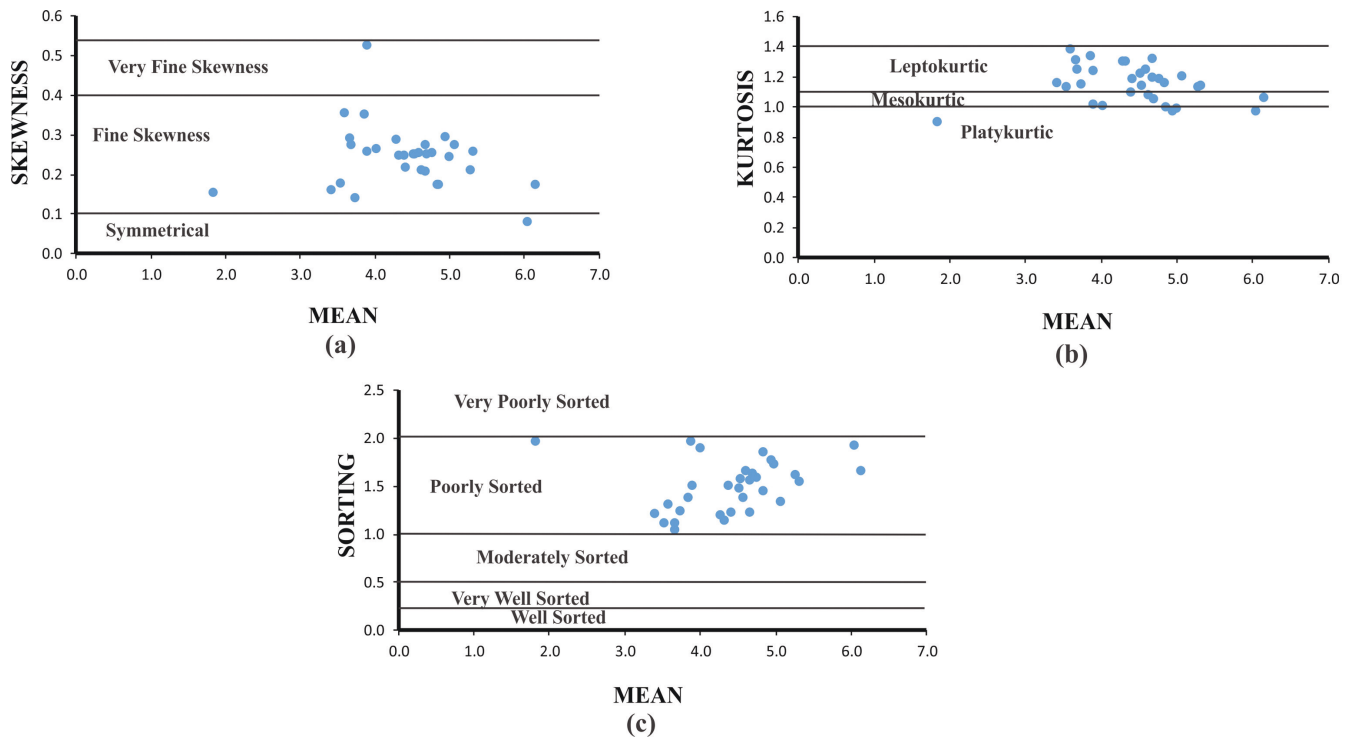 0.6
0.5
0.4
0.3
0.2
0.1
0.0
SKEWNESS
Very Fine Skewness
Fine Skewness
Symmetrical
0.0 1.0 2.0 3.0 4.0 5.0 6.0 7.0
MEAN
(a)
1.6
1.4
1.2
1.0
0.8
0.6
0.4
0.2
0.0
KURTOSIS
Leptokurtic
Mesokurtic
Platykurtic
0.0 1.0 2.0 3.0 4.0 5.0 6.0 7.0
MEAN
(b)
2.5
2.0
1.5
1.0
0.5
0.0
SORTING
Very Poorly Sorted
Poorly Sorted
Moderately Sorted
Very Well Sorted
Well Sorted
0.0 1.0 2.0 3.0 4.0 5.0 6.0 7.0
MEAN
(c)